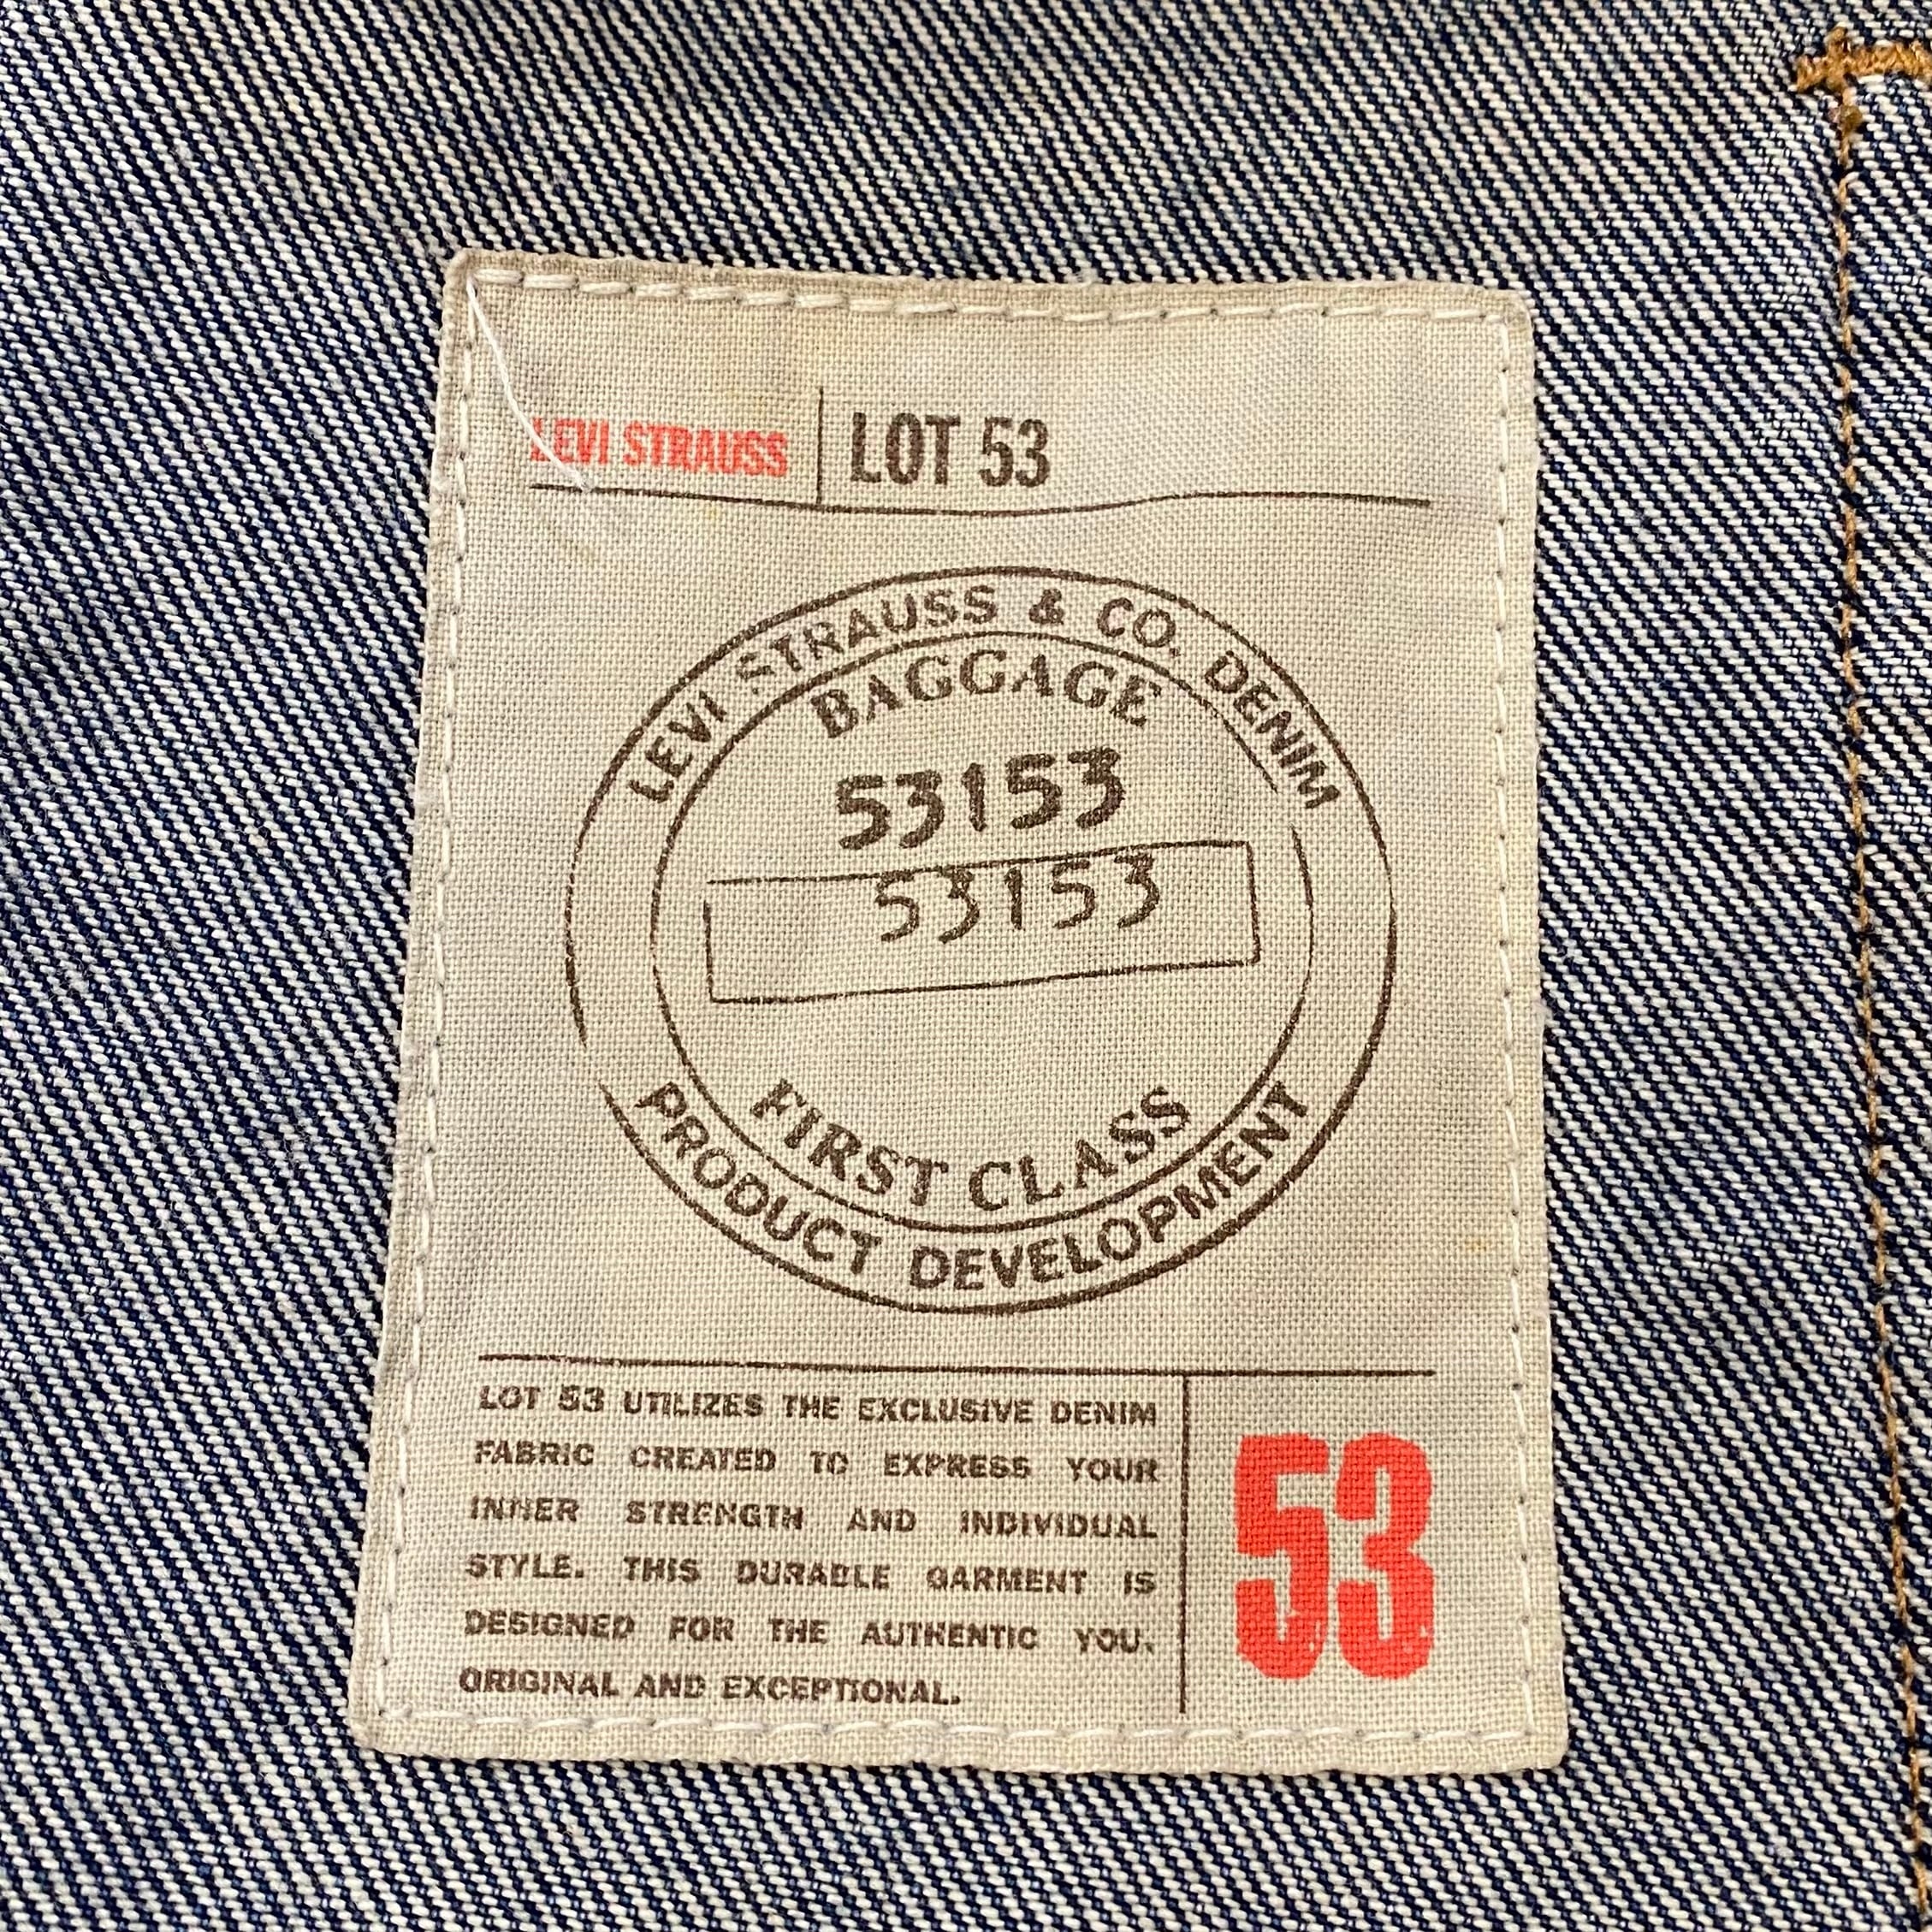 LEVI STRAUSS LOT 53
LEVI STRAUSS & CO. DENIM
BAGGAGE
53153
53153
FIRST CLASS
PRODUCT DEVELOPMENT
LOT 53 UTILIZES THE EXCLUSIVE DENIM
FABRIC CREATED TO EXPRESS YOUR
INNER STRENGTH AND INDIVIDUAL
STYLE. THIS DURABLE GARMENT IS
DESIGNED FOR THE AUTHENTIC YOU.
ORIGINAL AND EXCEPTIONAL.
53